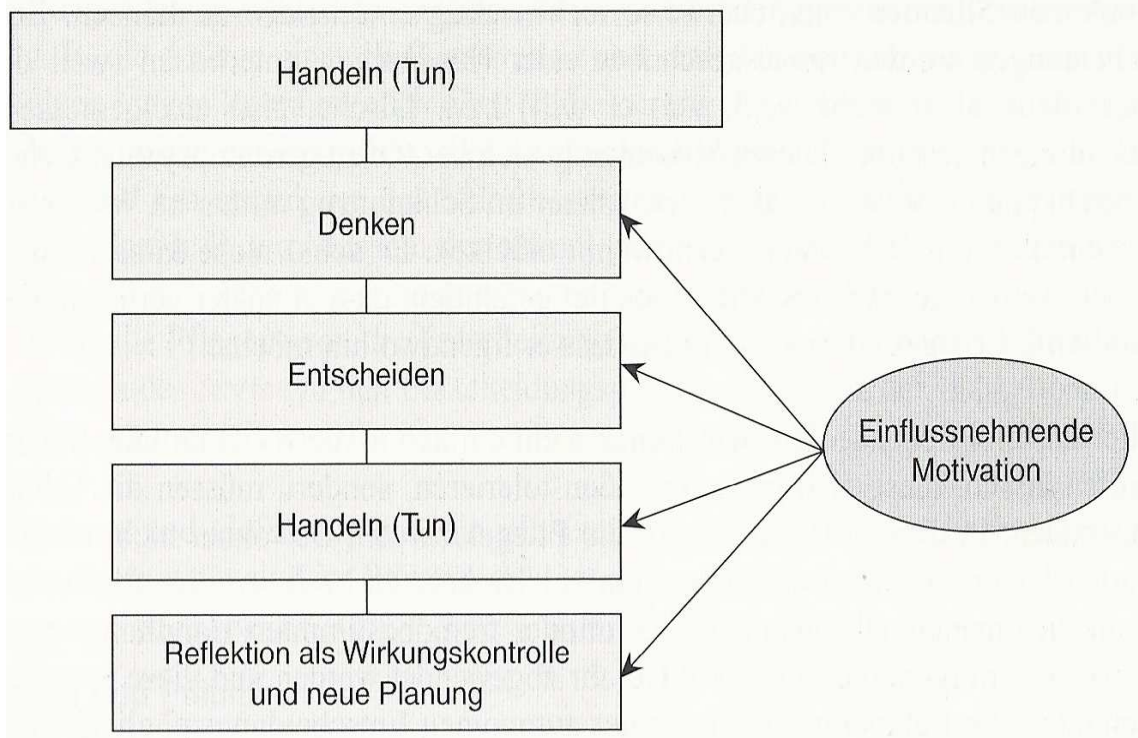 Handeln (Tun)
Denken
Entscheiden
Einflussnehmende
Motivation
Handeln (Tun)
Reflektion als Wirkungskontrolle
und neue Planung